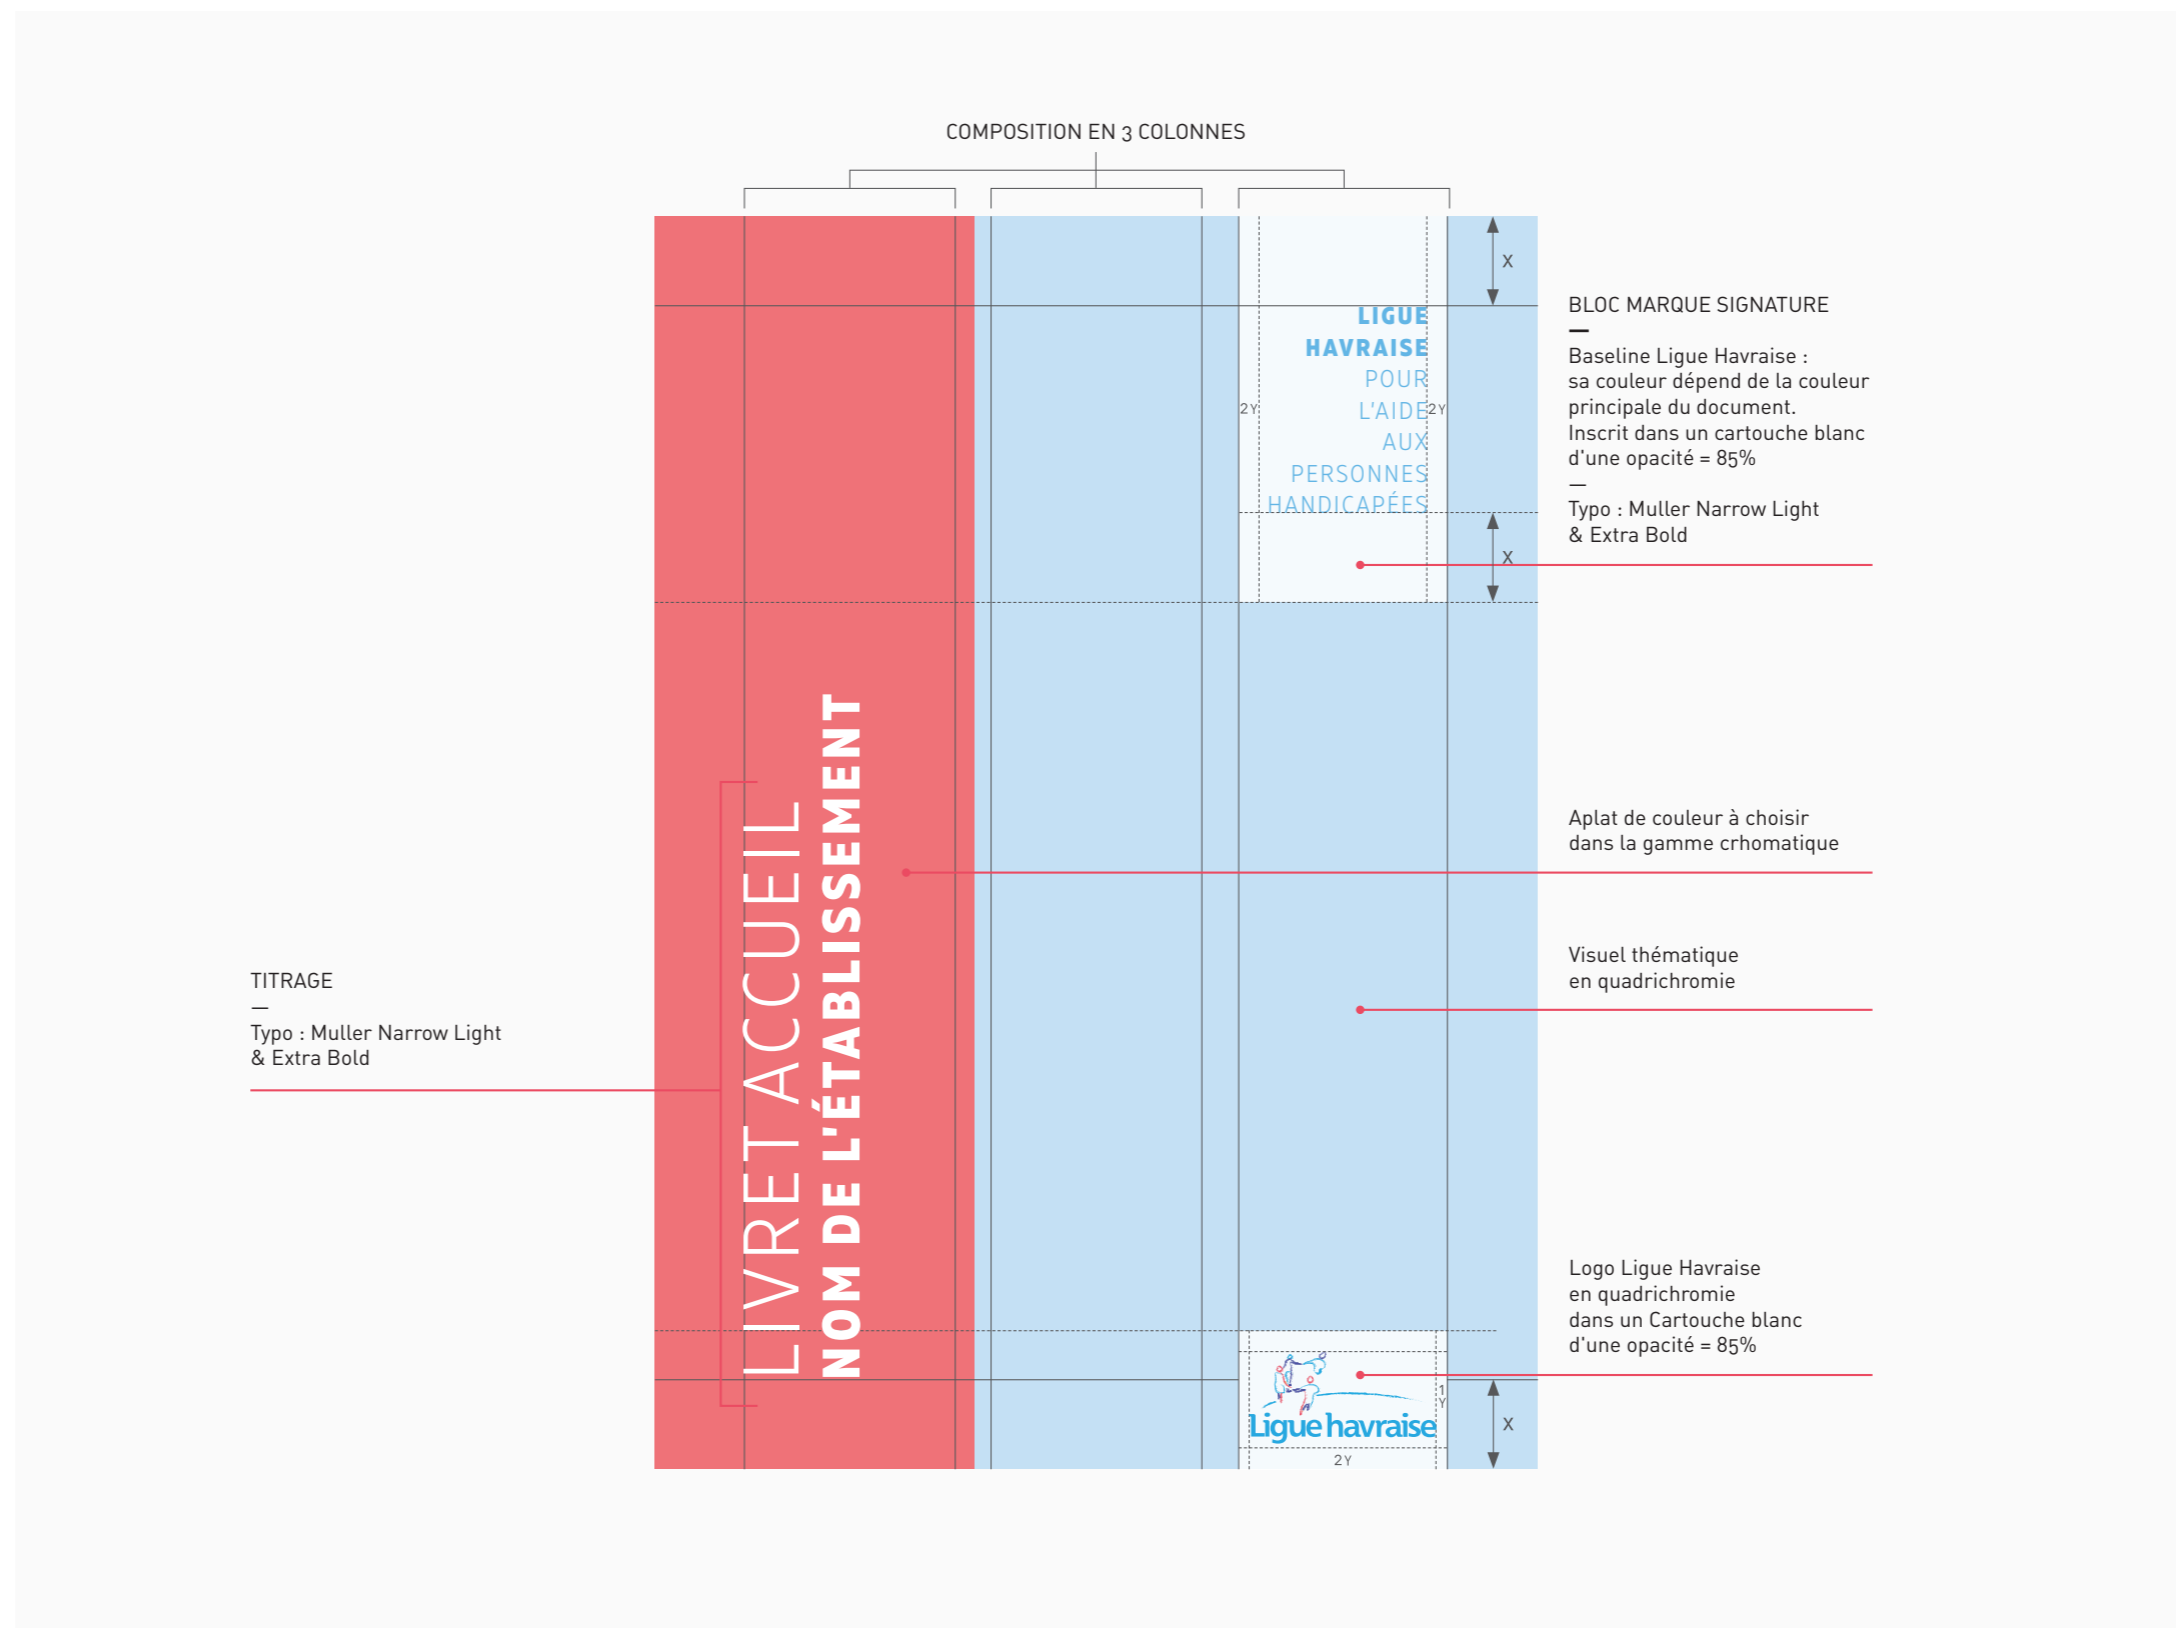 COMPOSITION EN 3 COLONNES
X
LIGUE
HAVRAISE
POUR
L'AIDE
AUX
PERSONNES
HANDICAPÉES
2Y
2Y
X
BLOC MARQUE SIGNATURE
—
Baseline Ligue Havraise :
sa couleur dépend de la couleur
principale du document.
Inscrit dans un cartouche blanc
d'une opacité = 85%
—
Typo : Muller Narrow Light
& Extra Bold
LIVRET ACCUEIL
NOM DE L'ÉTABLISSEMENT
Aplat de couleur à choisir
dans la gamme crhomatique
Visuel thématique
en quadrichromie
TITRAGE
—
Typo : Muller Narrow Light
& Extra Bold
Logo Ligue Havraise
en quadrichromie
dans un Cartouche blanc
d'une opacité = 85%
Ligue havraise
1
Y
2Y
X